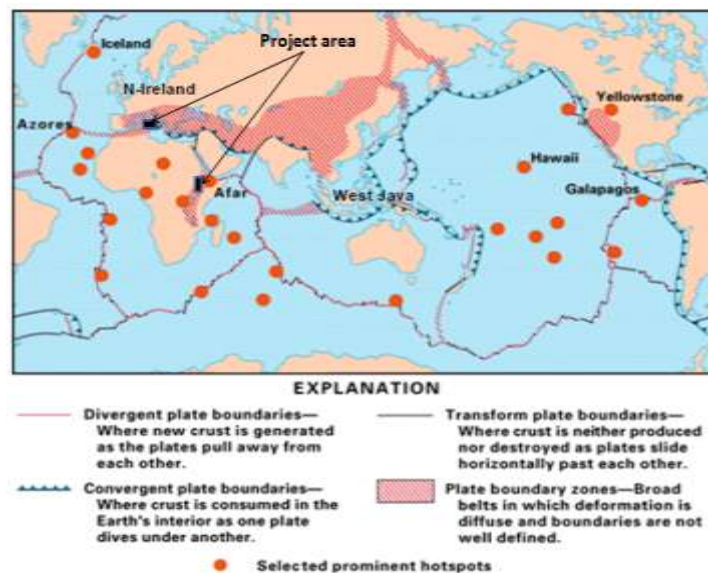 Project area
Iceland
N-Ireland
Yellowstone
Azores
Hawaii
Afar
West Java
Galapagos
EXPLANATION
Divergent plate boundaries—
Where new crust is generated
as the plates pull away from
each other.
Convergent plate boundaries—
Where crust is consumed in the
Earth's interior as one plate
dives under another.
Transform plate boundaries—
Where crust is neither produced
nor destroyed as plates slide
horizontally past each other.
Plate boundary zones—Broad
belts in which deformation is
diffuse and boundaries are not
well defined.
Selected prominent hotspots